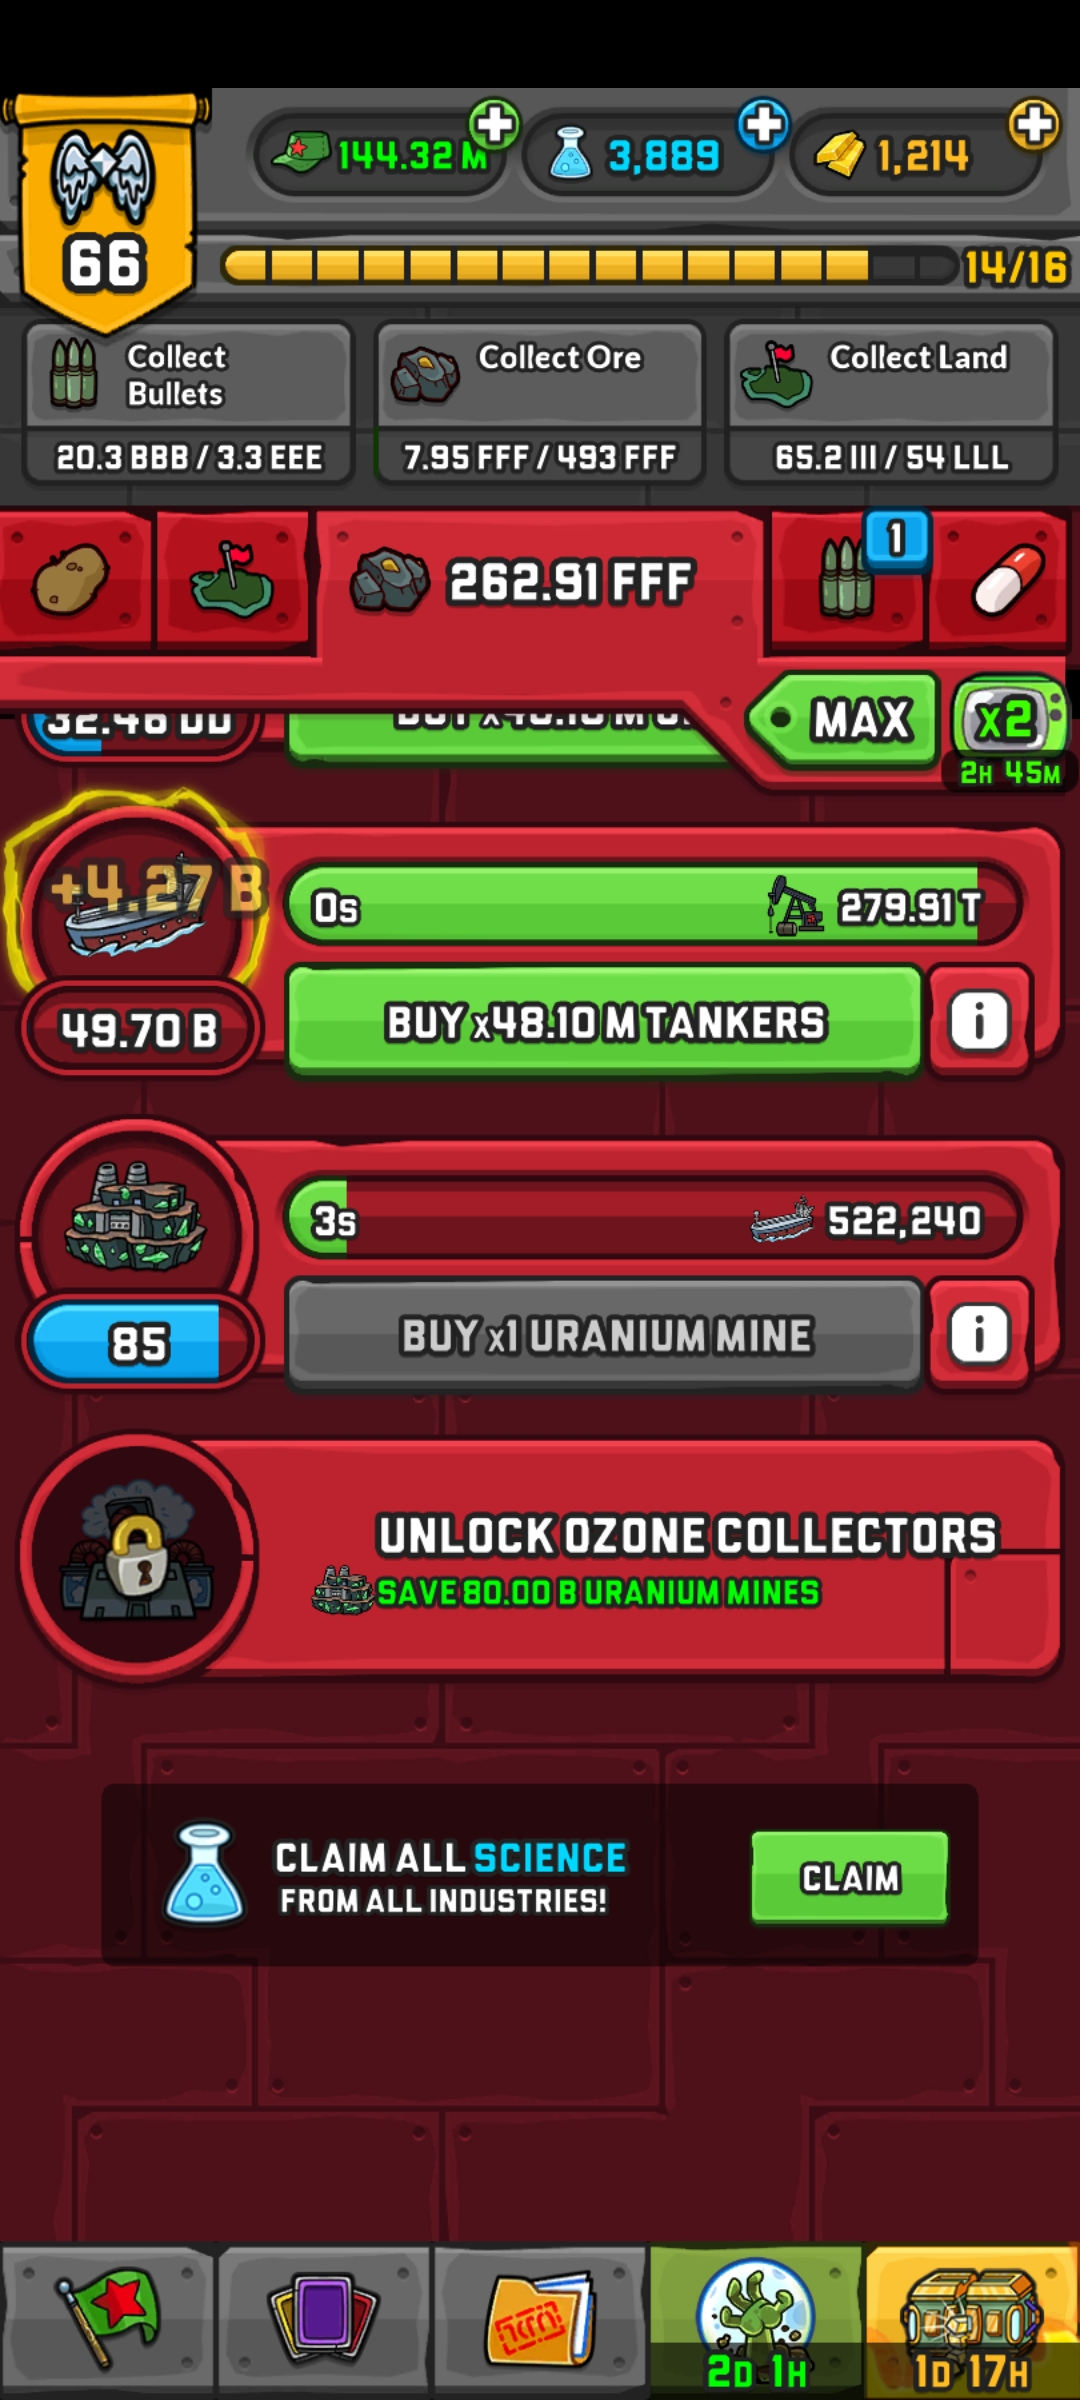 144.32 M
3,889
1,214
66
14/16
Collect
Bullets
Collect Ore
Collect Land
20.3 BBB / 3.3 EEE
7.95 FFF / 493 FFF
65.2 III / 54 LLL
262.91 FFF
1
MAX
x2
2H 45M
32.46 DD
+4.27 B
0s
279.91 T
49.70 B
BUY x48.10 M TANKERS
i
3s
522,240
85
BUY x1 URANIUM MINE
i
UNLOCK OZONE COLLECTORS
SAVE 80.00 B URANIUM MINES
CLAIM ALL SCIENCE
FROM ALL INDUSTRIES!
CLAIM
2D 1H
1D 17H